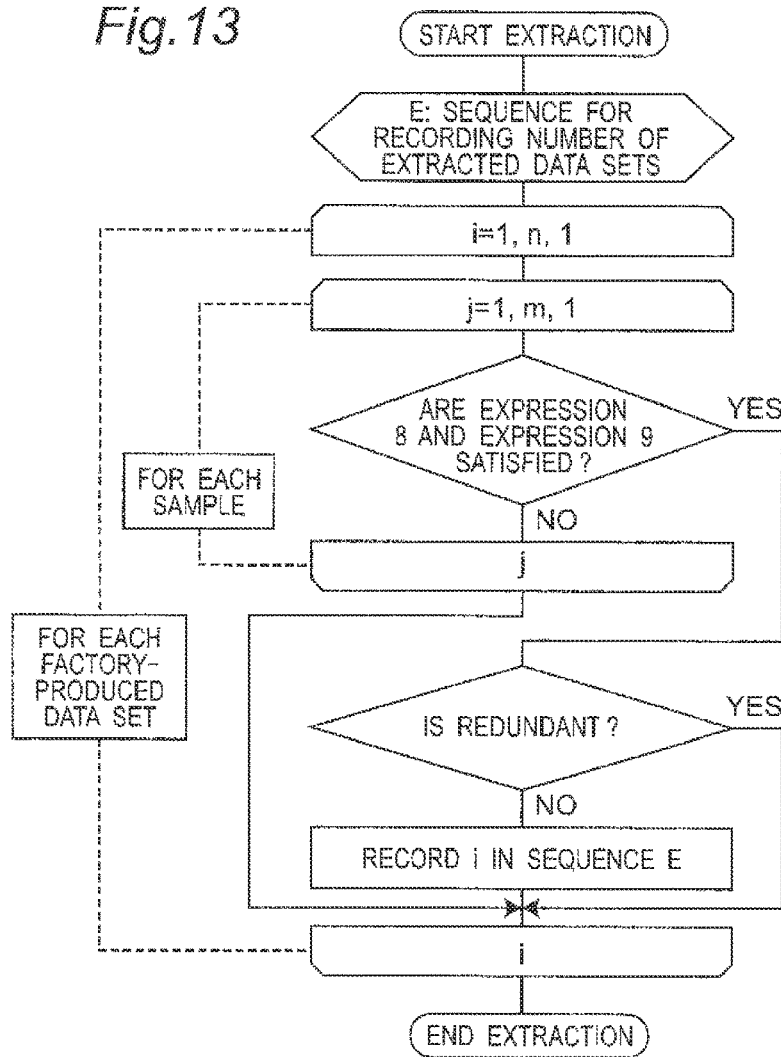 Fig.13
START EXTRACTION
E: SEQUENCE FOR
RECORDING NUMBER OF
EXTRACTED DATA SETS
i=1, n, 1
j=1, m, 1
ARE EXPRESSION
8 AND EXPRESSION 9
SATISFIED ?
YES
NO
FOR EACH
SAMPLE
j
FOR EACH
FACTORY-
PRODUCED
DATA SET
IS REDUNDANT ?
YES
NO
RECORD i IN SEQUENCE E
i
END EXTRACTION